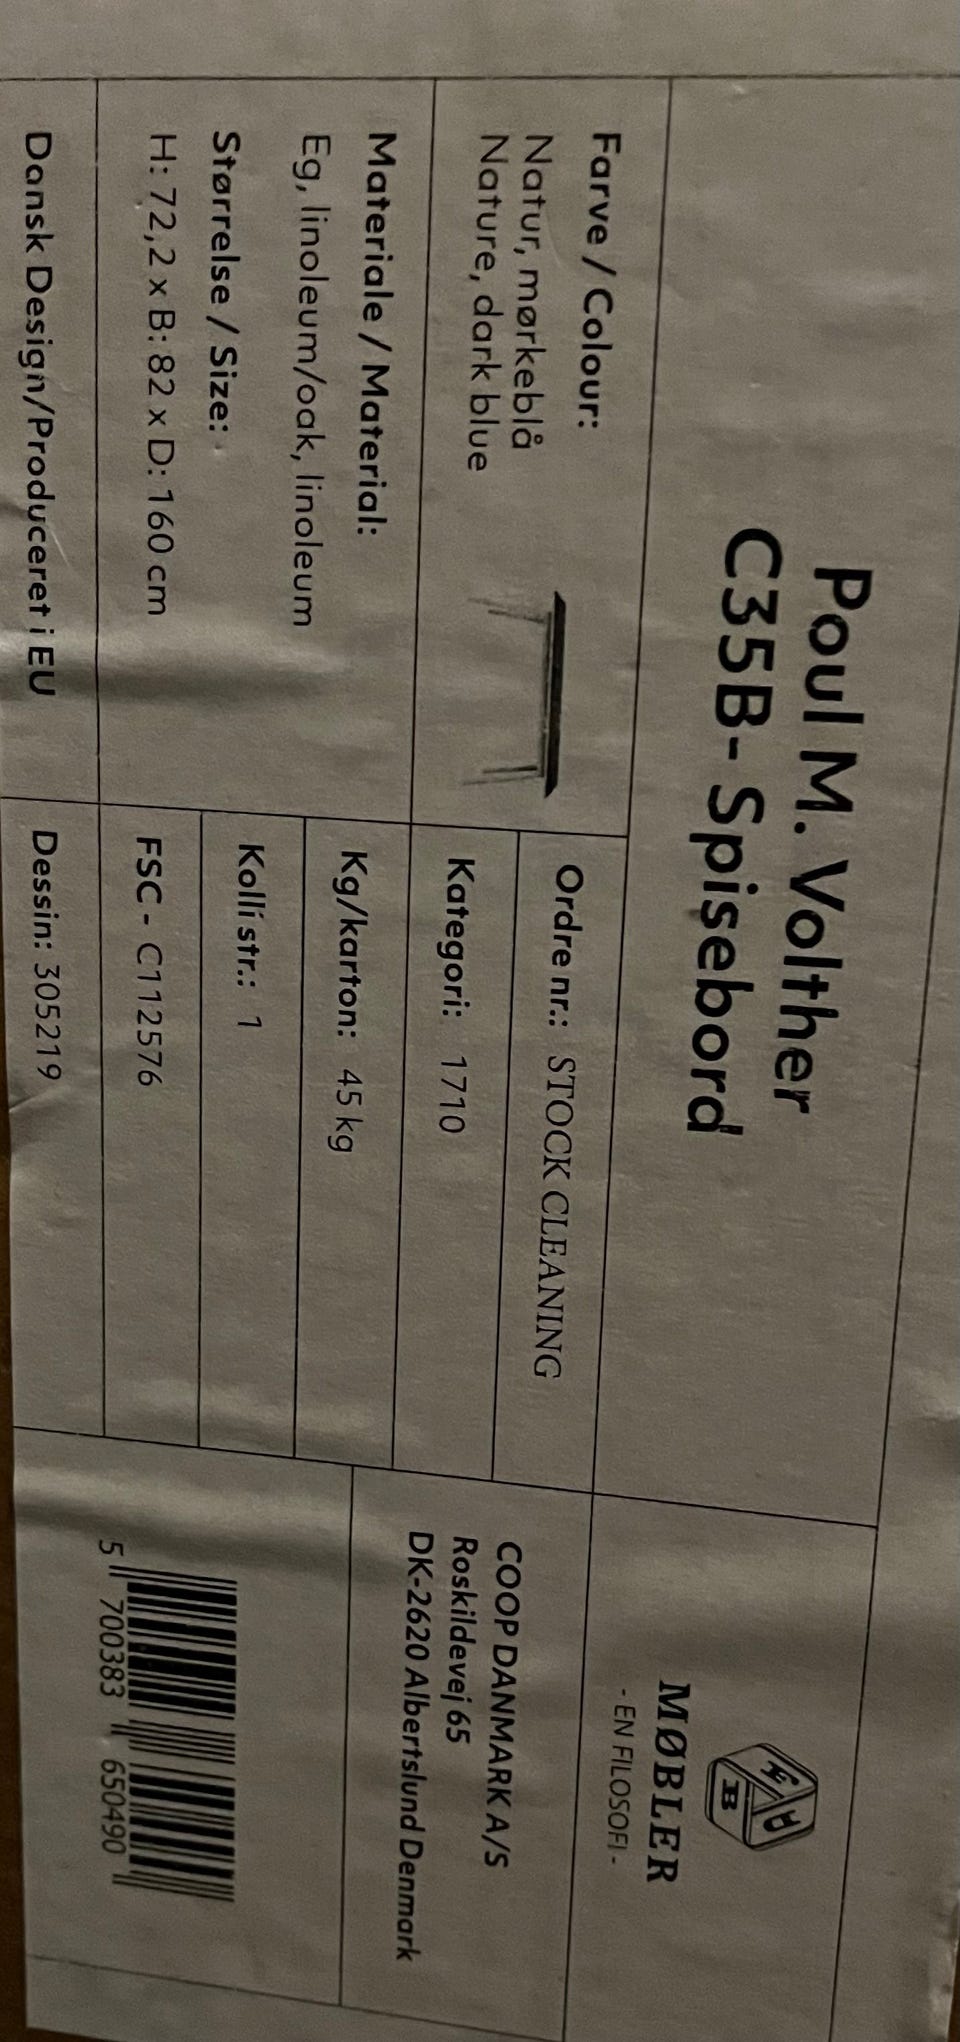 Poul M. Volther
C35B- Spisebord
FDB
MØBLER
- EN FILOSOFI -
Farve / Colour:
Natur, mørkeblå
Nature, dark blue
Materiale / Material:
Eg, linoleum/oak, linoleum
Størrelse / Size:
H: 72,2 x B: 82 x D: 160 cm
Dansk Design/Produceret i EU
Ordre nr.: STOCK CLEANING
Kategori: 1710
Kg/karton: 45 kg
Kolli str.: 1
FSC - C112576
Dessin: 305219
COOP DANMARK A/S
Roskildevej 65
DK-2620 Albertslund Denmark
5 700383 650490